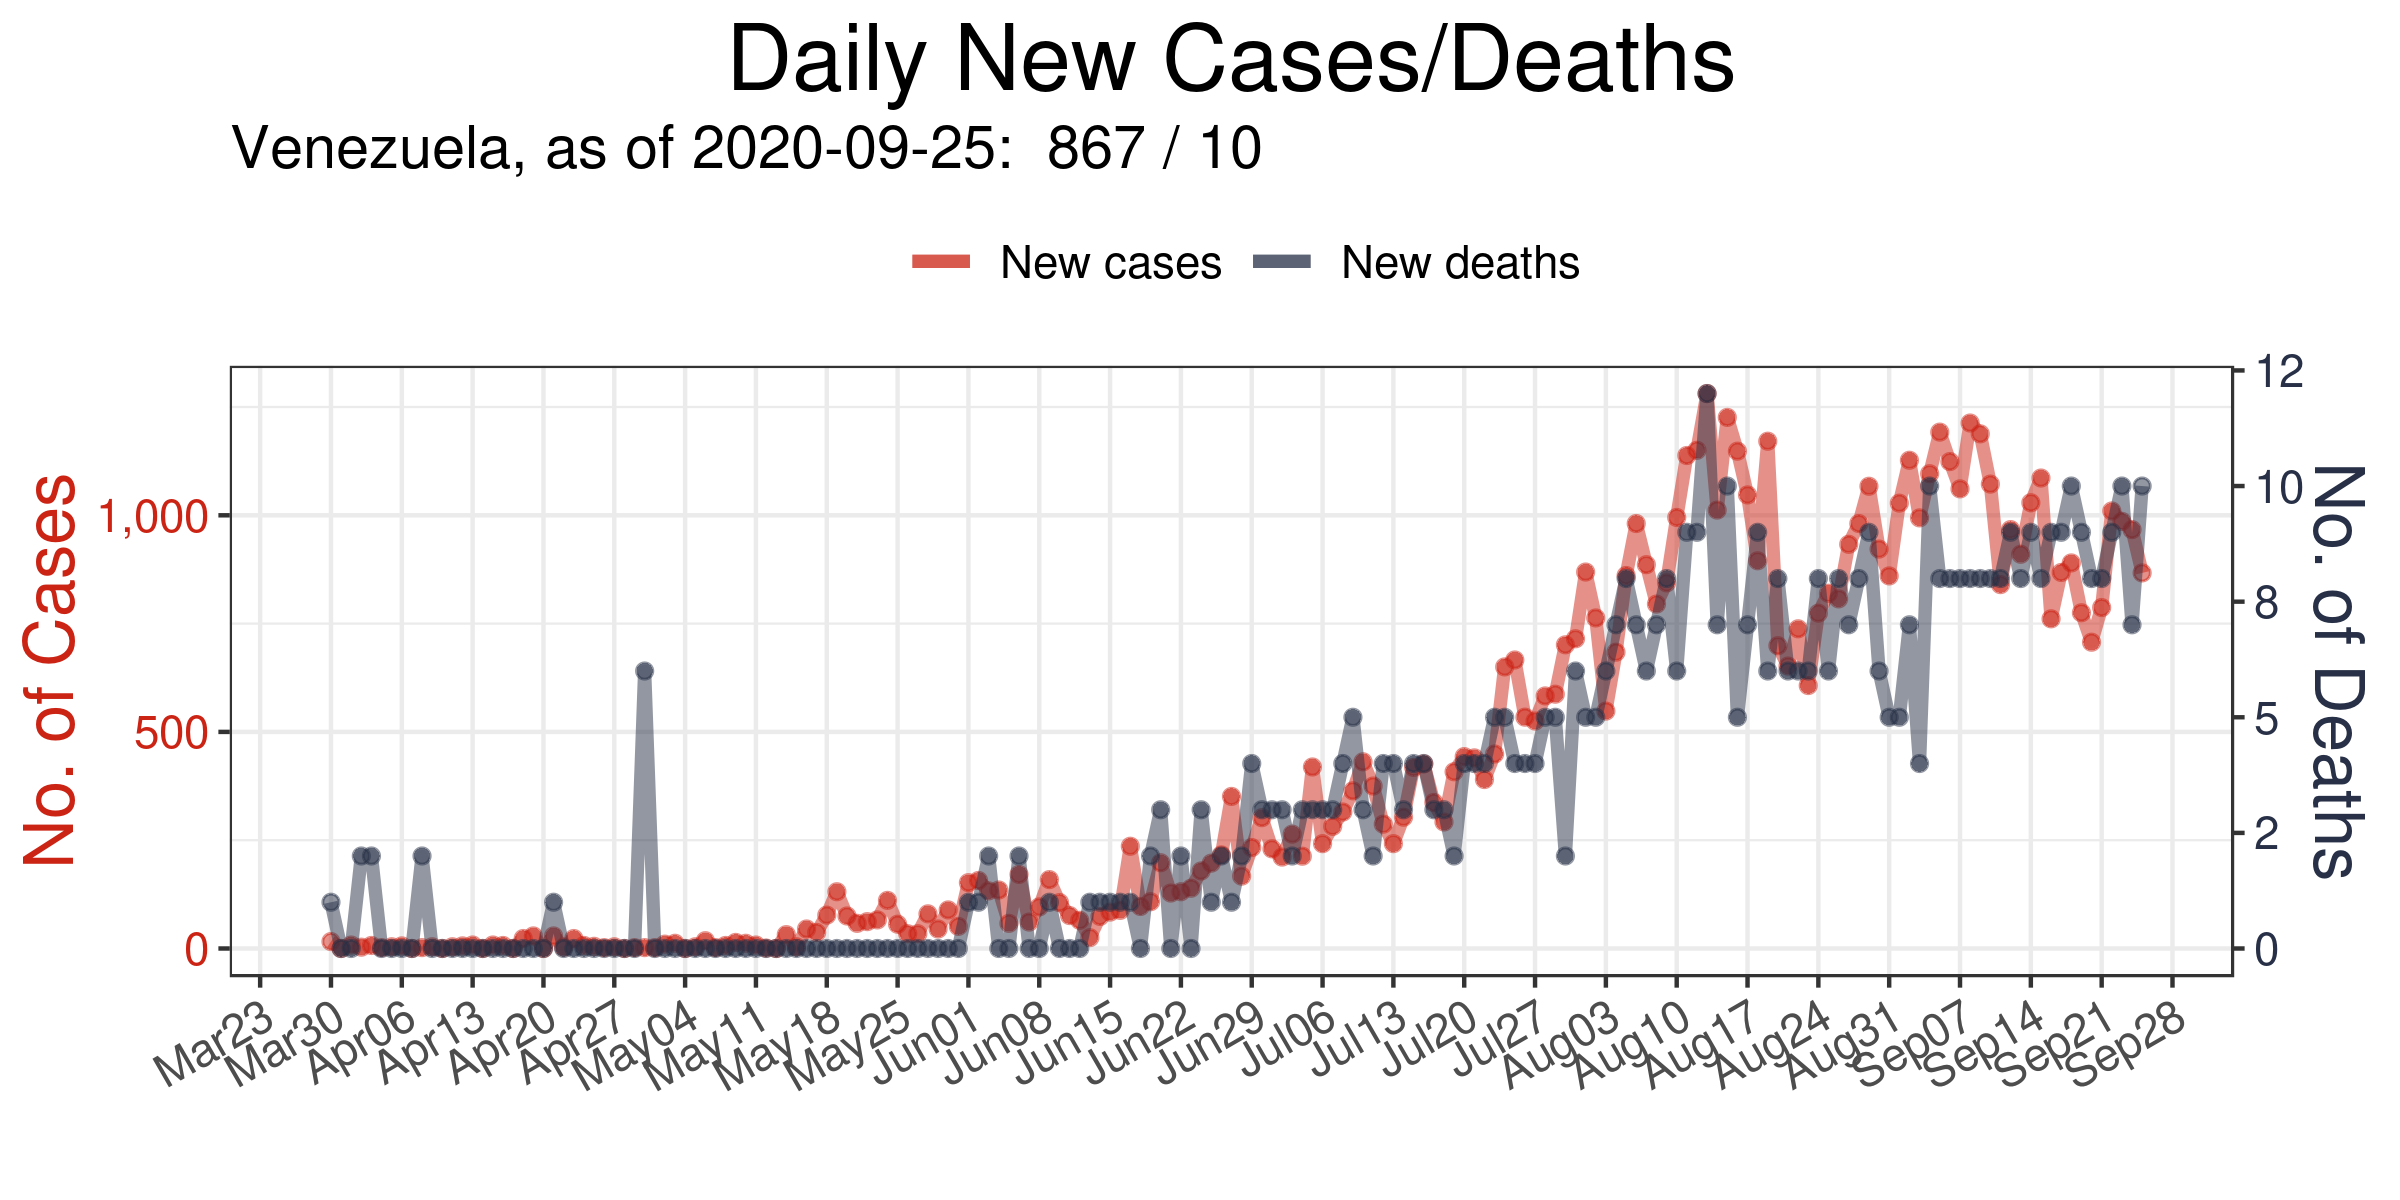 Daily New Cases/Deaths
Venezuela, as of 2020-09-25:  867 / 10
New cases
New deaths
No. of Cases
1,000
500
0
12
10
8
5
2
0
No. of Deaths
Mar23
Mar30
Apr06
Apr13
Apr20
Apr27
May04
May11
May18
May25
Jun01
Jun08
Jun15
Jun22
Jun29
Jul06
Jul13
Jul20
Jul27
Aug03
Aug10
Aug17
Aug24
Aug31
Sep07
Sep14
Sep21
Sep28